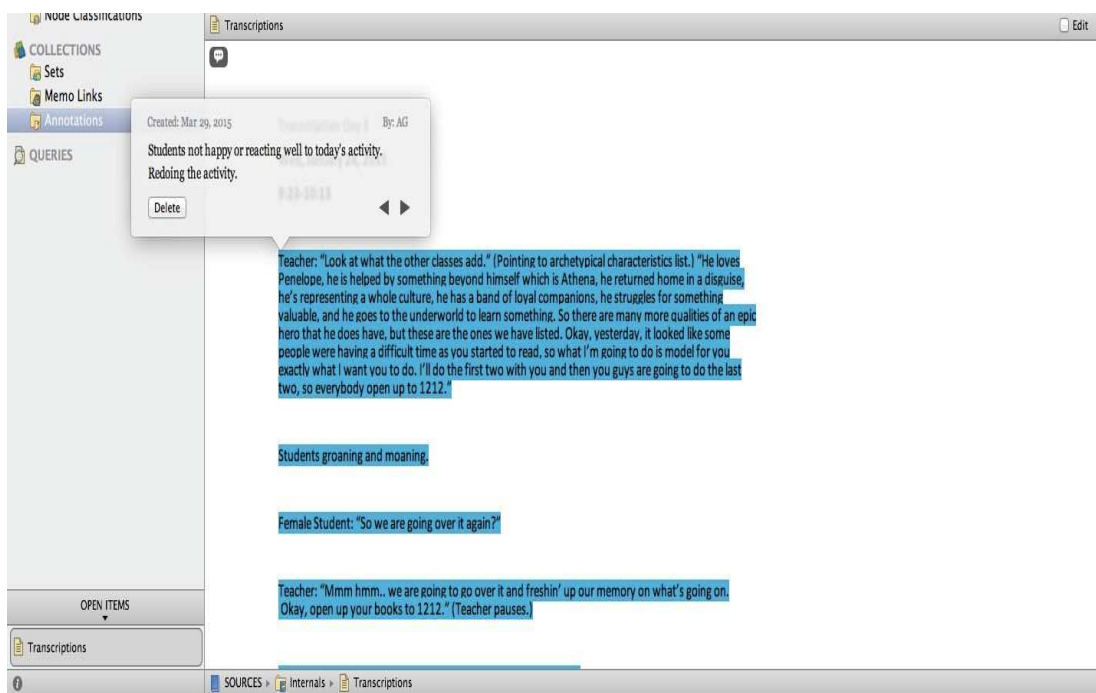 Node Classifications
COLLECTIONS
Sets
Memo Links
Annotations
QUERIES
OPEN ITEMS
Transcriptions
Transcriptions
Edit
Created: Mar 29, 2015 By: AG
Students not happy or reacting well to today's activity.
Redoing the activity.
Delete
Teacher: "Look at what the other classes add." (Pointing to archetypical characteristics list.) "He loves
Penelope, he is helped by something beyond himself which is Athena, he returned home in a disguise,
he's representing a whole culture, he has a band of loyal companions, he struggles for something
valuable, and he goes to the underworld to learn something. So there are many more qualities of an epic
hero that he does have, but these are the ones we have listed. Okay, yesterday, it looked like some
people were having a difficult time as you started to read, so what I'm going to do is model for you
exactly what I want you to do. I'll do the first two with you and then you guys are going to do the last
two, so everybody open up to 1212."
Students groaning and moaning.
Female Student: "So we are going over it again?"
Teacher: "Mmm hmm.. we are going to go over it and freshin' up our memory on what's going on.
Okay, open up your books to 1212." (Teacher pauses.)
SOURCES Internals Transcriptions